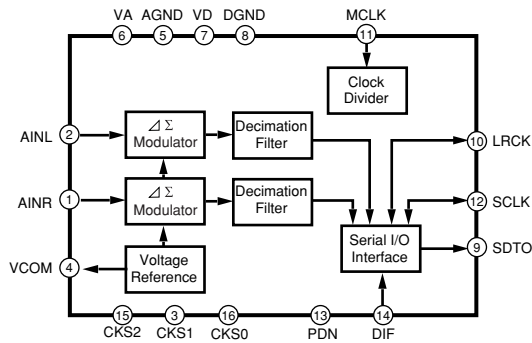 VA AGND VD DGND MCLK
6 5 7 8 11
Clock
Divider
AINL 2
⊿ Σ
Modulator
Decimation
Filter
10 LRCK
AINR 1
⊿ Σ
Modulator
Decimation
Filter
12 SCLK
VCOM 4
Voltage
Reference
Serial I/O
Interface
9 SDTO
15 3 16 13 14
CKS2 CKS1 CKS0 PDN DIF